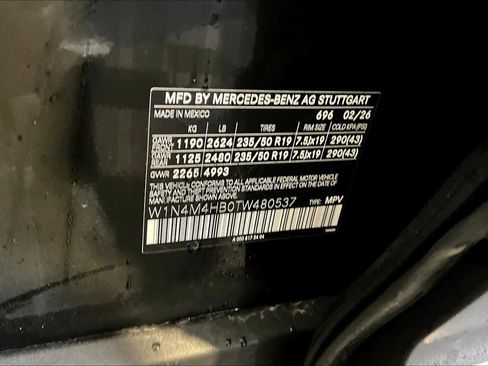 MFD BY MERCEDES-BENZ AG STUTTGART
MADE IN MEXICO 696 02/26
KG LB TIRES RIM SIZE COLD KPA (PSI)
1190 2624 235/50 R19 7.5Jx19 290(43)
1125 2480 235/50 R19 7.5Jx19 290(43)
GVWR 2265 4993
THIS VEHICLE CONFORMS TO ALL APPLICABLE FEDERAL MOTOR VEHICLE
SAFETY, BUMPER, AND THEFT PREVENTION STANDARDS IN EFFECT ON THE DATE OF
MANUFACTURE SHOWN ABOVE.
W1N4M4HB0TW480537 TYPE: MPV